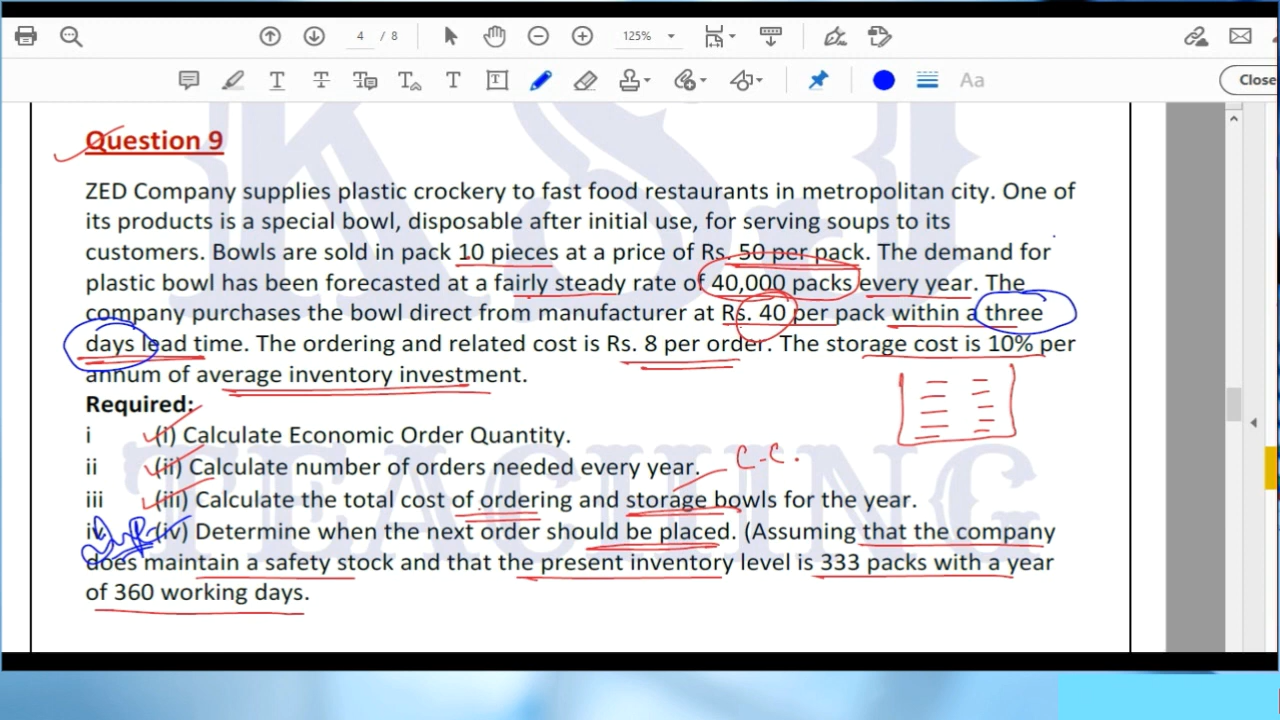 4 / 8
125%
Aa
Close
Question 9
ZED Company supplies plastic crockery to fast food restaurants in metropolitan city. One of
its products is a special bowl, disposable after initial use, for serving soups to its
customers. Bowls are sold in pack 10 pieces at a price of Rs. 50 per pack. The demand for
plastic bowl has been forecasted at a fairly steady rate of 40,000 packs every year. The
company purchases the bowl direct from manufacturer at Rs. 40 per pack within a three
days lead time. The ordering and related cost is Rs. 8 per order. The storage cost is 10% per
annum of average inventory investment.
Required:
i (i) Calculate Economic Order Quantity.
ii (ii) Calculate number of orders needed every year.
C.C.
iii (iii) Calculate the total cost of ordering and storage bowls for the year.
iv (iv) Determine when the next order should be placed. (Assuming that the company
does maintain a safety stock and that the present inventory level is 333 packs with a year
of 360 working days.
KSJ
TEACHING